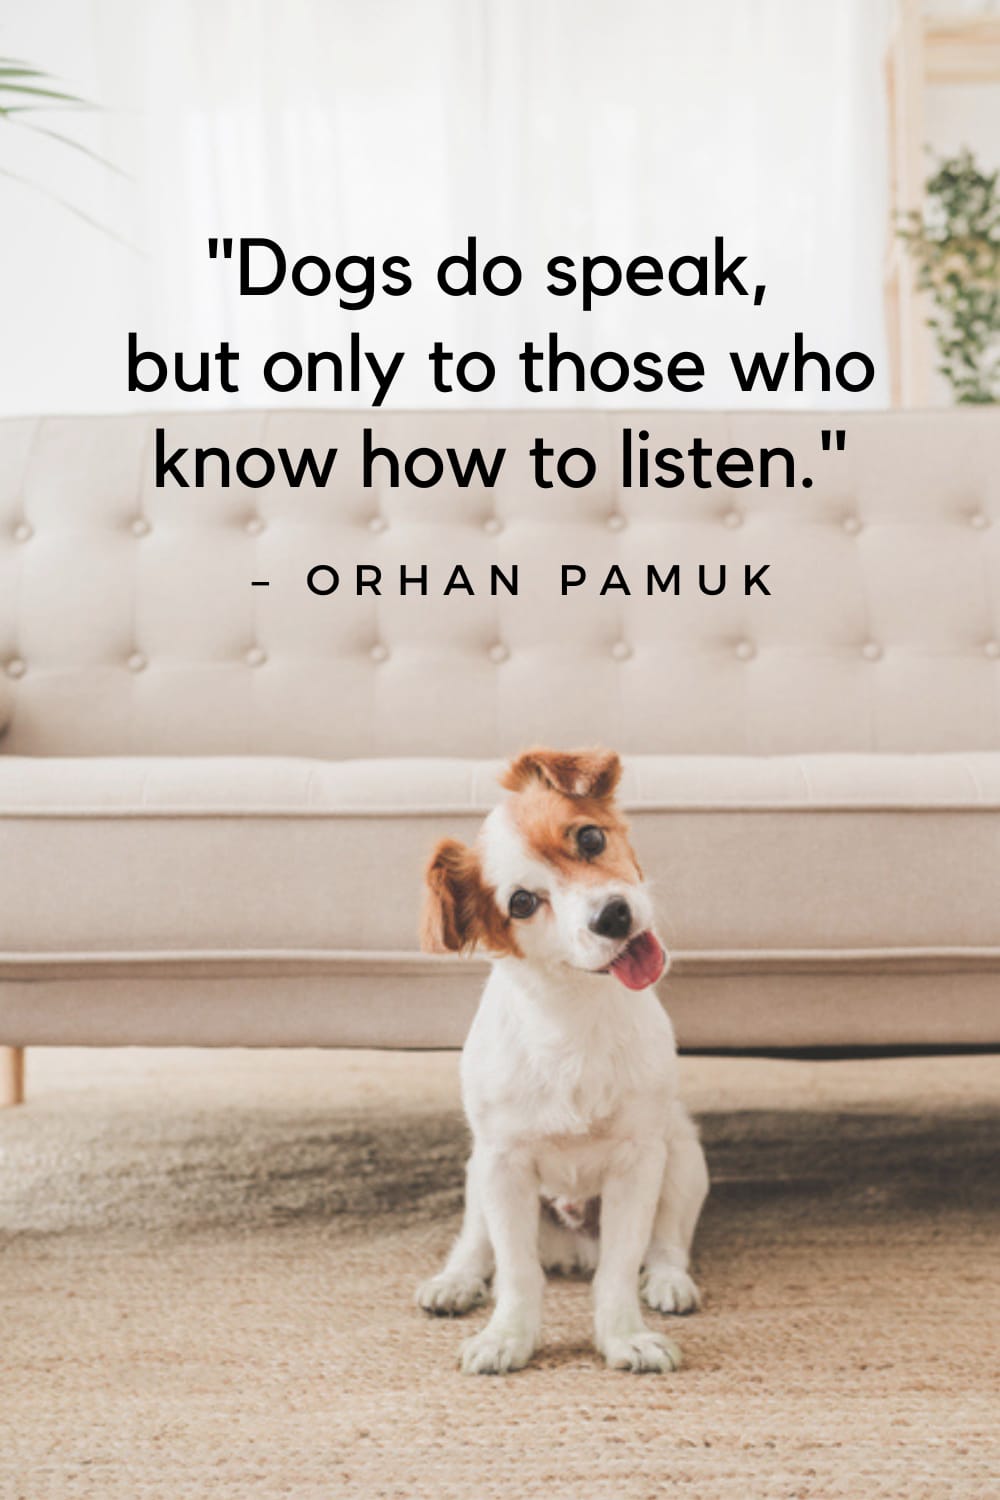 "Dogs do speak,
but only to those who
know how to listen."
– ORHAN PAMUK